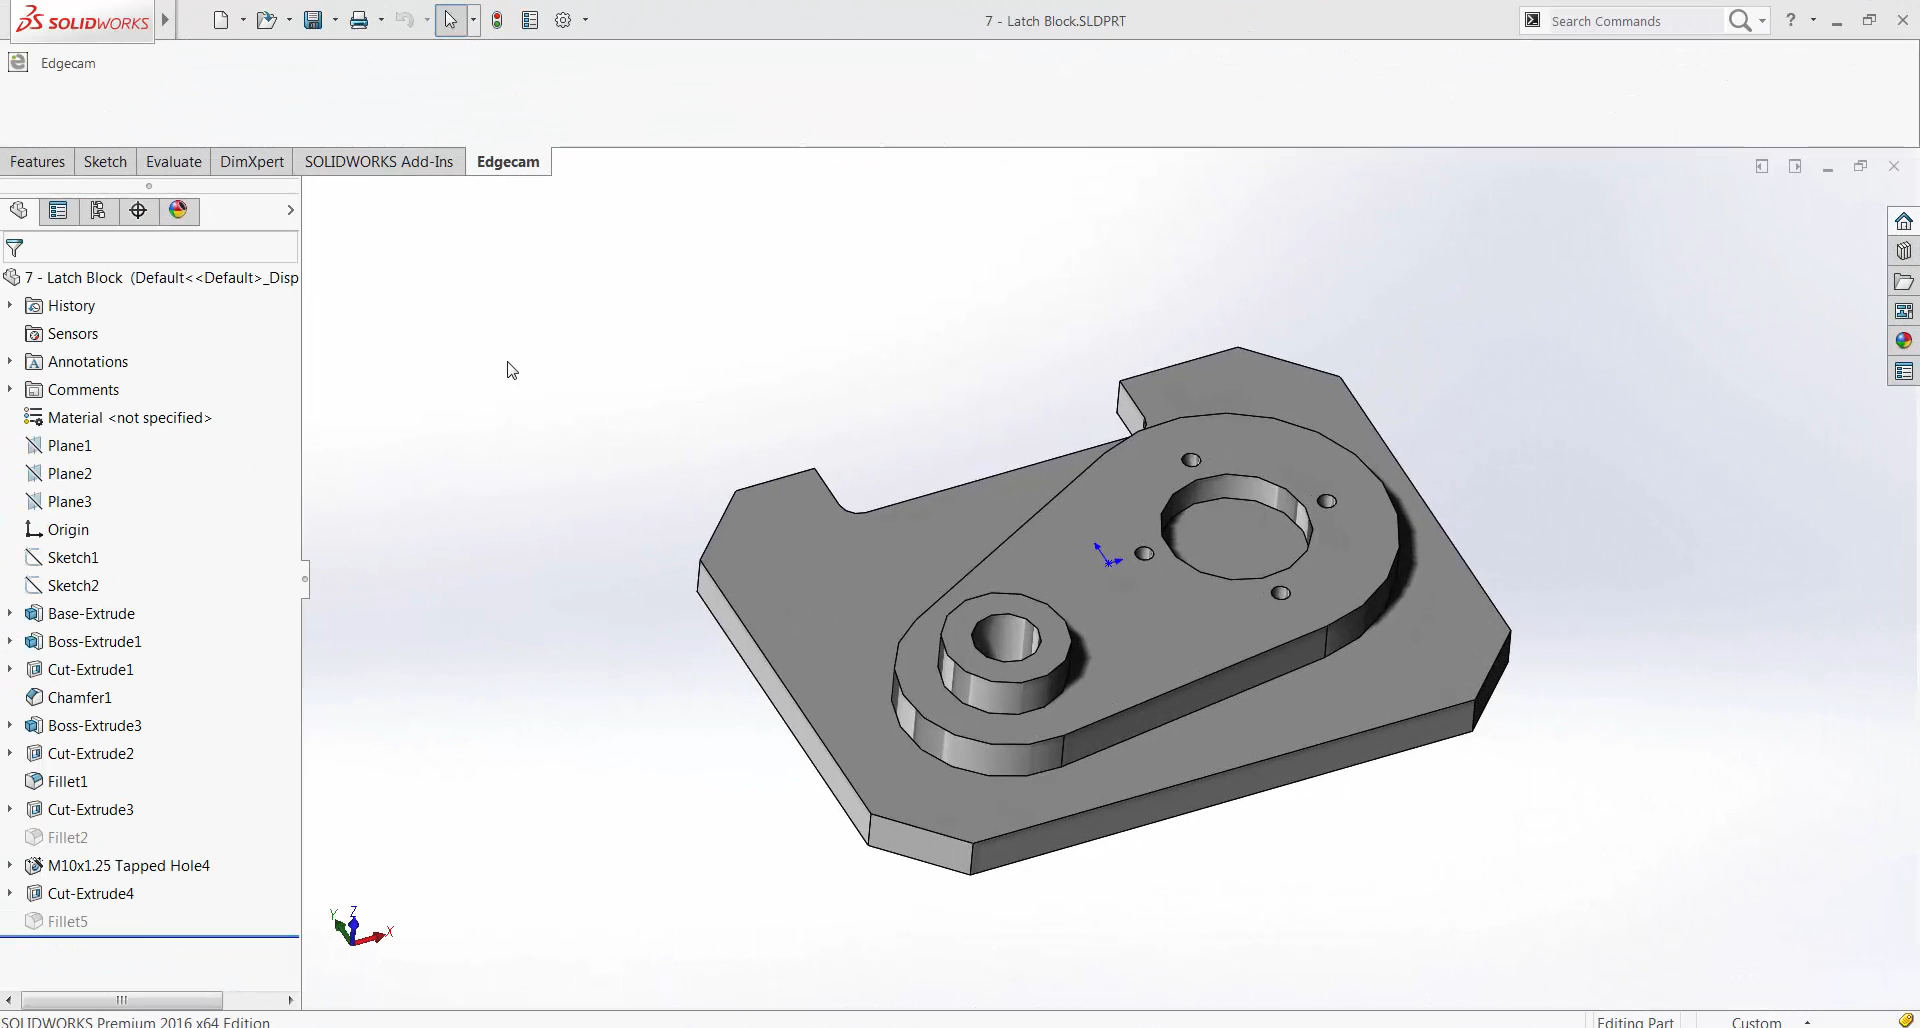 SOLIDWORKS
7 - Latch Block.SLDPRT
Search Commands
?
Edgecam
Features
Sketch
Evaluate
DimXpert
SOLIDWORKS Add-Ins
Edgecam
7 - Latch Block (Default<<Default>_Disp
History
Sensors
Annotations
Comments
Material <not specified>
Plane1
Plane2
Plane3
Origin
Sketch1
Sketch2
Base-Extrude
Boss-Extrude1
Cut-Extrude1
Chamfer1
Boss-Extrude3
Cut-Extrude2
Fillet1
Cut-Extrude3
Fillet2
M10x1.25 Tapped Hole4
Cut-Extrude4
Fillet5
Y Z X
SOLIDWORKS Premium 2016 x64 Edition
Editing Part
Custom